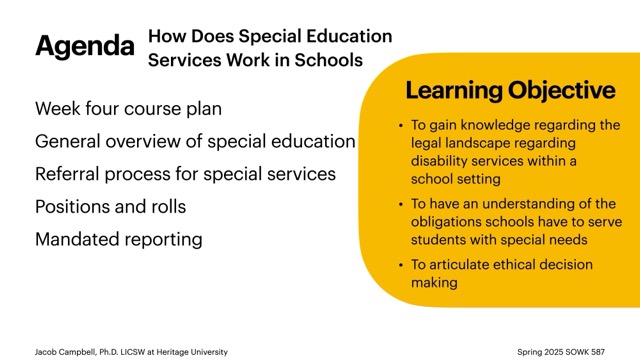 Agenda
How Does Special Education
Services Work in Schools
Week four course plan
General overview of special education
Referral process for special services
Positions and rolls
Mandated reporting
Learning Objective
• To gain knowledge regarding the
legal landscape regarding
disability services within a
school setting
• To have an understanding of the
obligations schools have to serve
students with special needs
• To articulate ethical decision
making
Jacob Campbell, Ph.D. LICSW at Heritage University
Spring 2025 SOWK 587